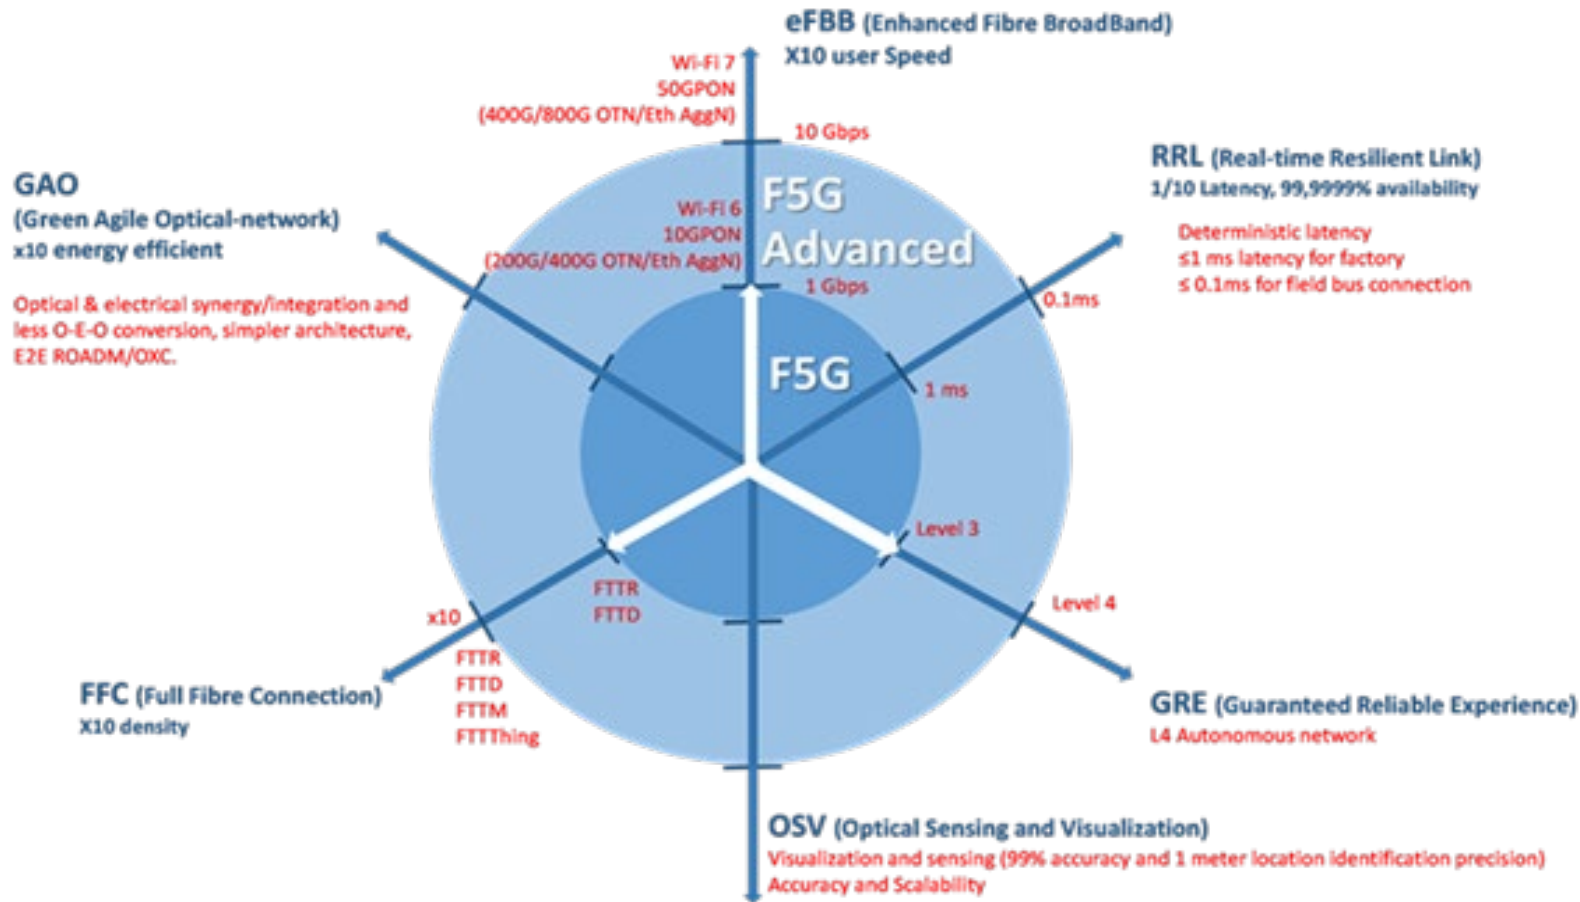 eFBB (Enhanced Fibre BroadBand)
X10 user Speed
Wi-Fi 7
50GPON
(400G/800G OTN/Eth AggN)
10 Gbps
RRL (Real-time Resilient Link)
1/10 Latency, 99,9999% availability
Deterministic latency
≤1 ms latency for factory
≤ 0.1ms for field bus connection
GAO
(Green Agile Optical-network)
x10 energy efficient
Optical & electrical synergy/integration and
less O-E-O conversion, simpler architecture,
E2E ROADM/OXC.
F5G
Advanced
Wi-Fi 6
10GPON
(200G/400G OTN/Eth AggN)
1 Gbps
0.1ms
F5G
1 ms
Level 3
FTTR
FTTD
Level 4
x10
FTTR
FTTD
FTTM
FTTThing
FFC (Full Fibre Connection)
X10 density
GRE (Guaranteed Reliable Experience)
L4 Autonomous network
OSV (Optical Sensing and Visualization)
Visualization and sensing (99% accuracy and 1 meter location identification precision)
Accuracy and Scalability